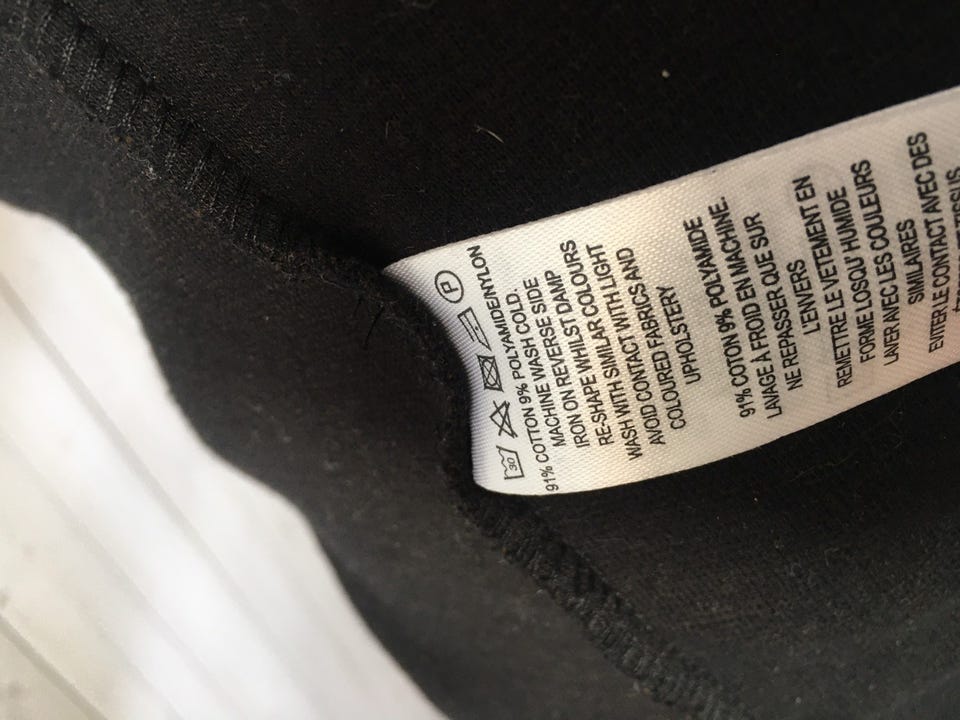 30 P
91% COTTON 9% POLYAMIDE/NYLON
MACHINE WASH COLD.
IRON ON REVERSE SIDE
RE-SHAPE WHILST DAMP
WASH WITH SIMILAR COLOURS
AVOID CONTACT WITH LIGHT
COLOURED FABRICS AND
UPHOLSTERY
91% COTON 9% POLYAMIDE
LAVAGE À FROID EN MACHINE.
NE REPASSER QUE SUR
L'ENVERS
REMETTRE LE VETEMENT EN
FORME LOSQU' HUMIDE
LAVER AVEC LES COULEURS
SIMILAIRES
EVITER LE CONTACT AVEC DES